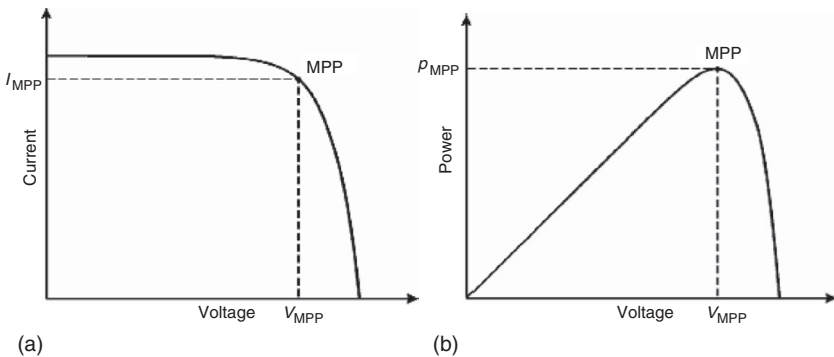 MPP
I_MPP
Current
Voltage
V_MPP
(a)
MPP
p_MPP
Power
Voltage
V_MPP
(b)